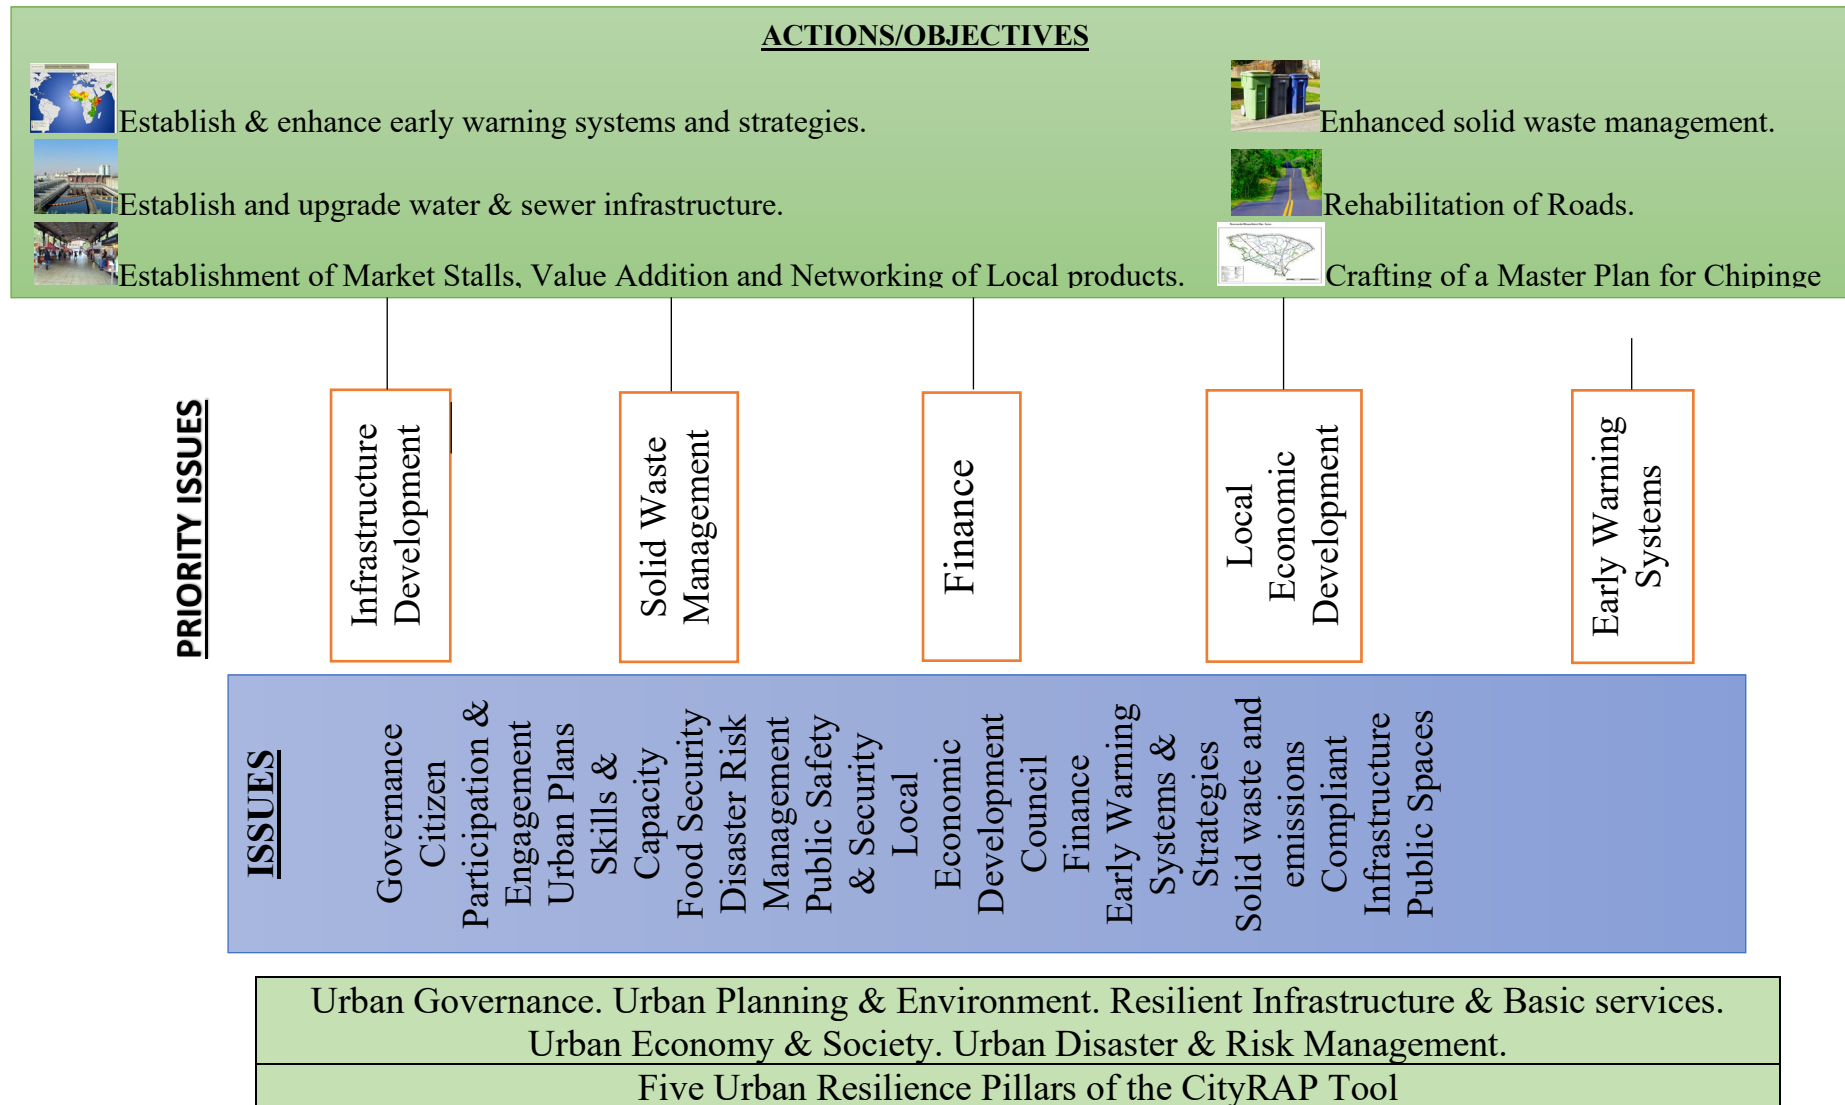 ACTIONS/OBJECTIVES
Establish & enhance early warning systems and strategies.
Enhanced solid waste management.
Establish and upgrade water & sewer infrastructure.
Rehabilitation of Roads.
Establishment of Market Stalls, Value Addition and Networking of Local products.
Crafting of a Master Plan for Chipinge
PRIORITY ISSUES
Infrastructure
Development
Solid Waste
Management
Finance
Local
Economic
Development
Early Warning
Systems
ISSUES
Governance
Citizen
Participation &
Engagement
Urban Plans
Skills &
Capacity
Food Security
Disaster Risk
Management
Public Safety
& Security
Local
Economic
Development
Council
Finance
Early Warning
Systems &
Strategies
Solid waste and
emissions
Compliant
Infrastructure
Public Spaces
Urban Governance. Urban Planning & Environment. Resilient Infrastructure & Basic services.
Urban Economy & Society. Urban Disaster & Risk Management.
Five Urban Resilience Pillars of the CityRAP Tool